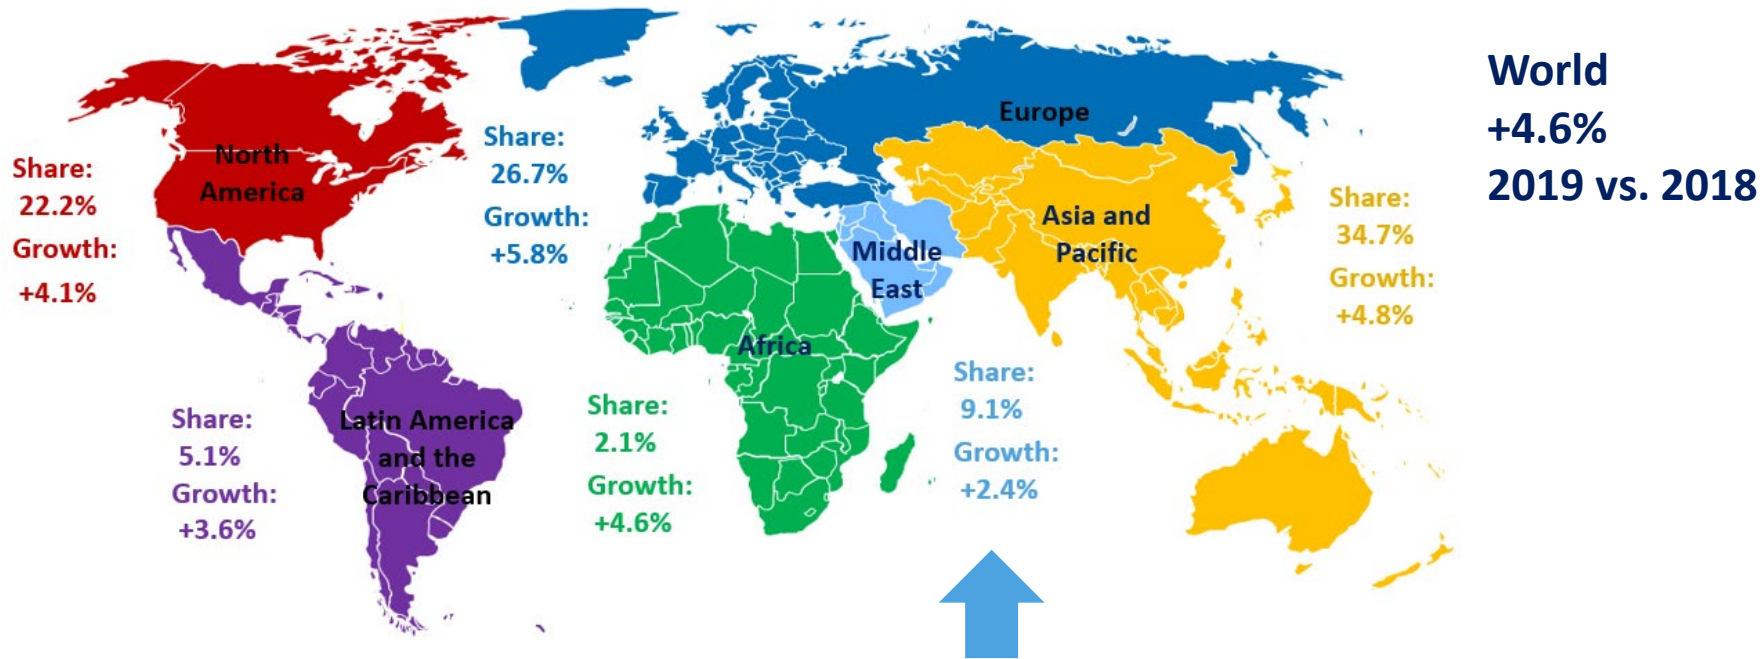 World
+4.6%
2019 vs. 2018
North
America
Share:
22.2%
Growth:
+4.1%
Share:
26.7%
Growth:
+5.8%
Europe
Asia and
Pacific
Share:
34.7%
Growth:
+4.8%
Middle
East
Africa
Share:
9.1%
Growth:
+2.4%
Share:
2.1%
Growth:
+4.6%
Latin America
and the
Caribbean
Share:
5.1%
Growth:
+3.6%